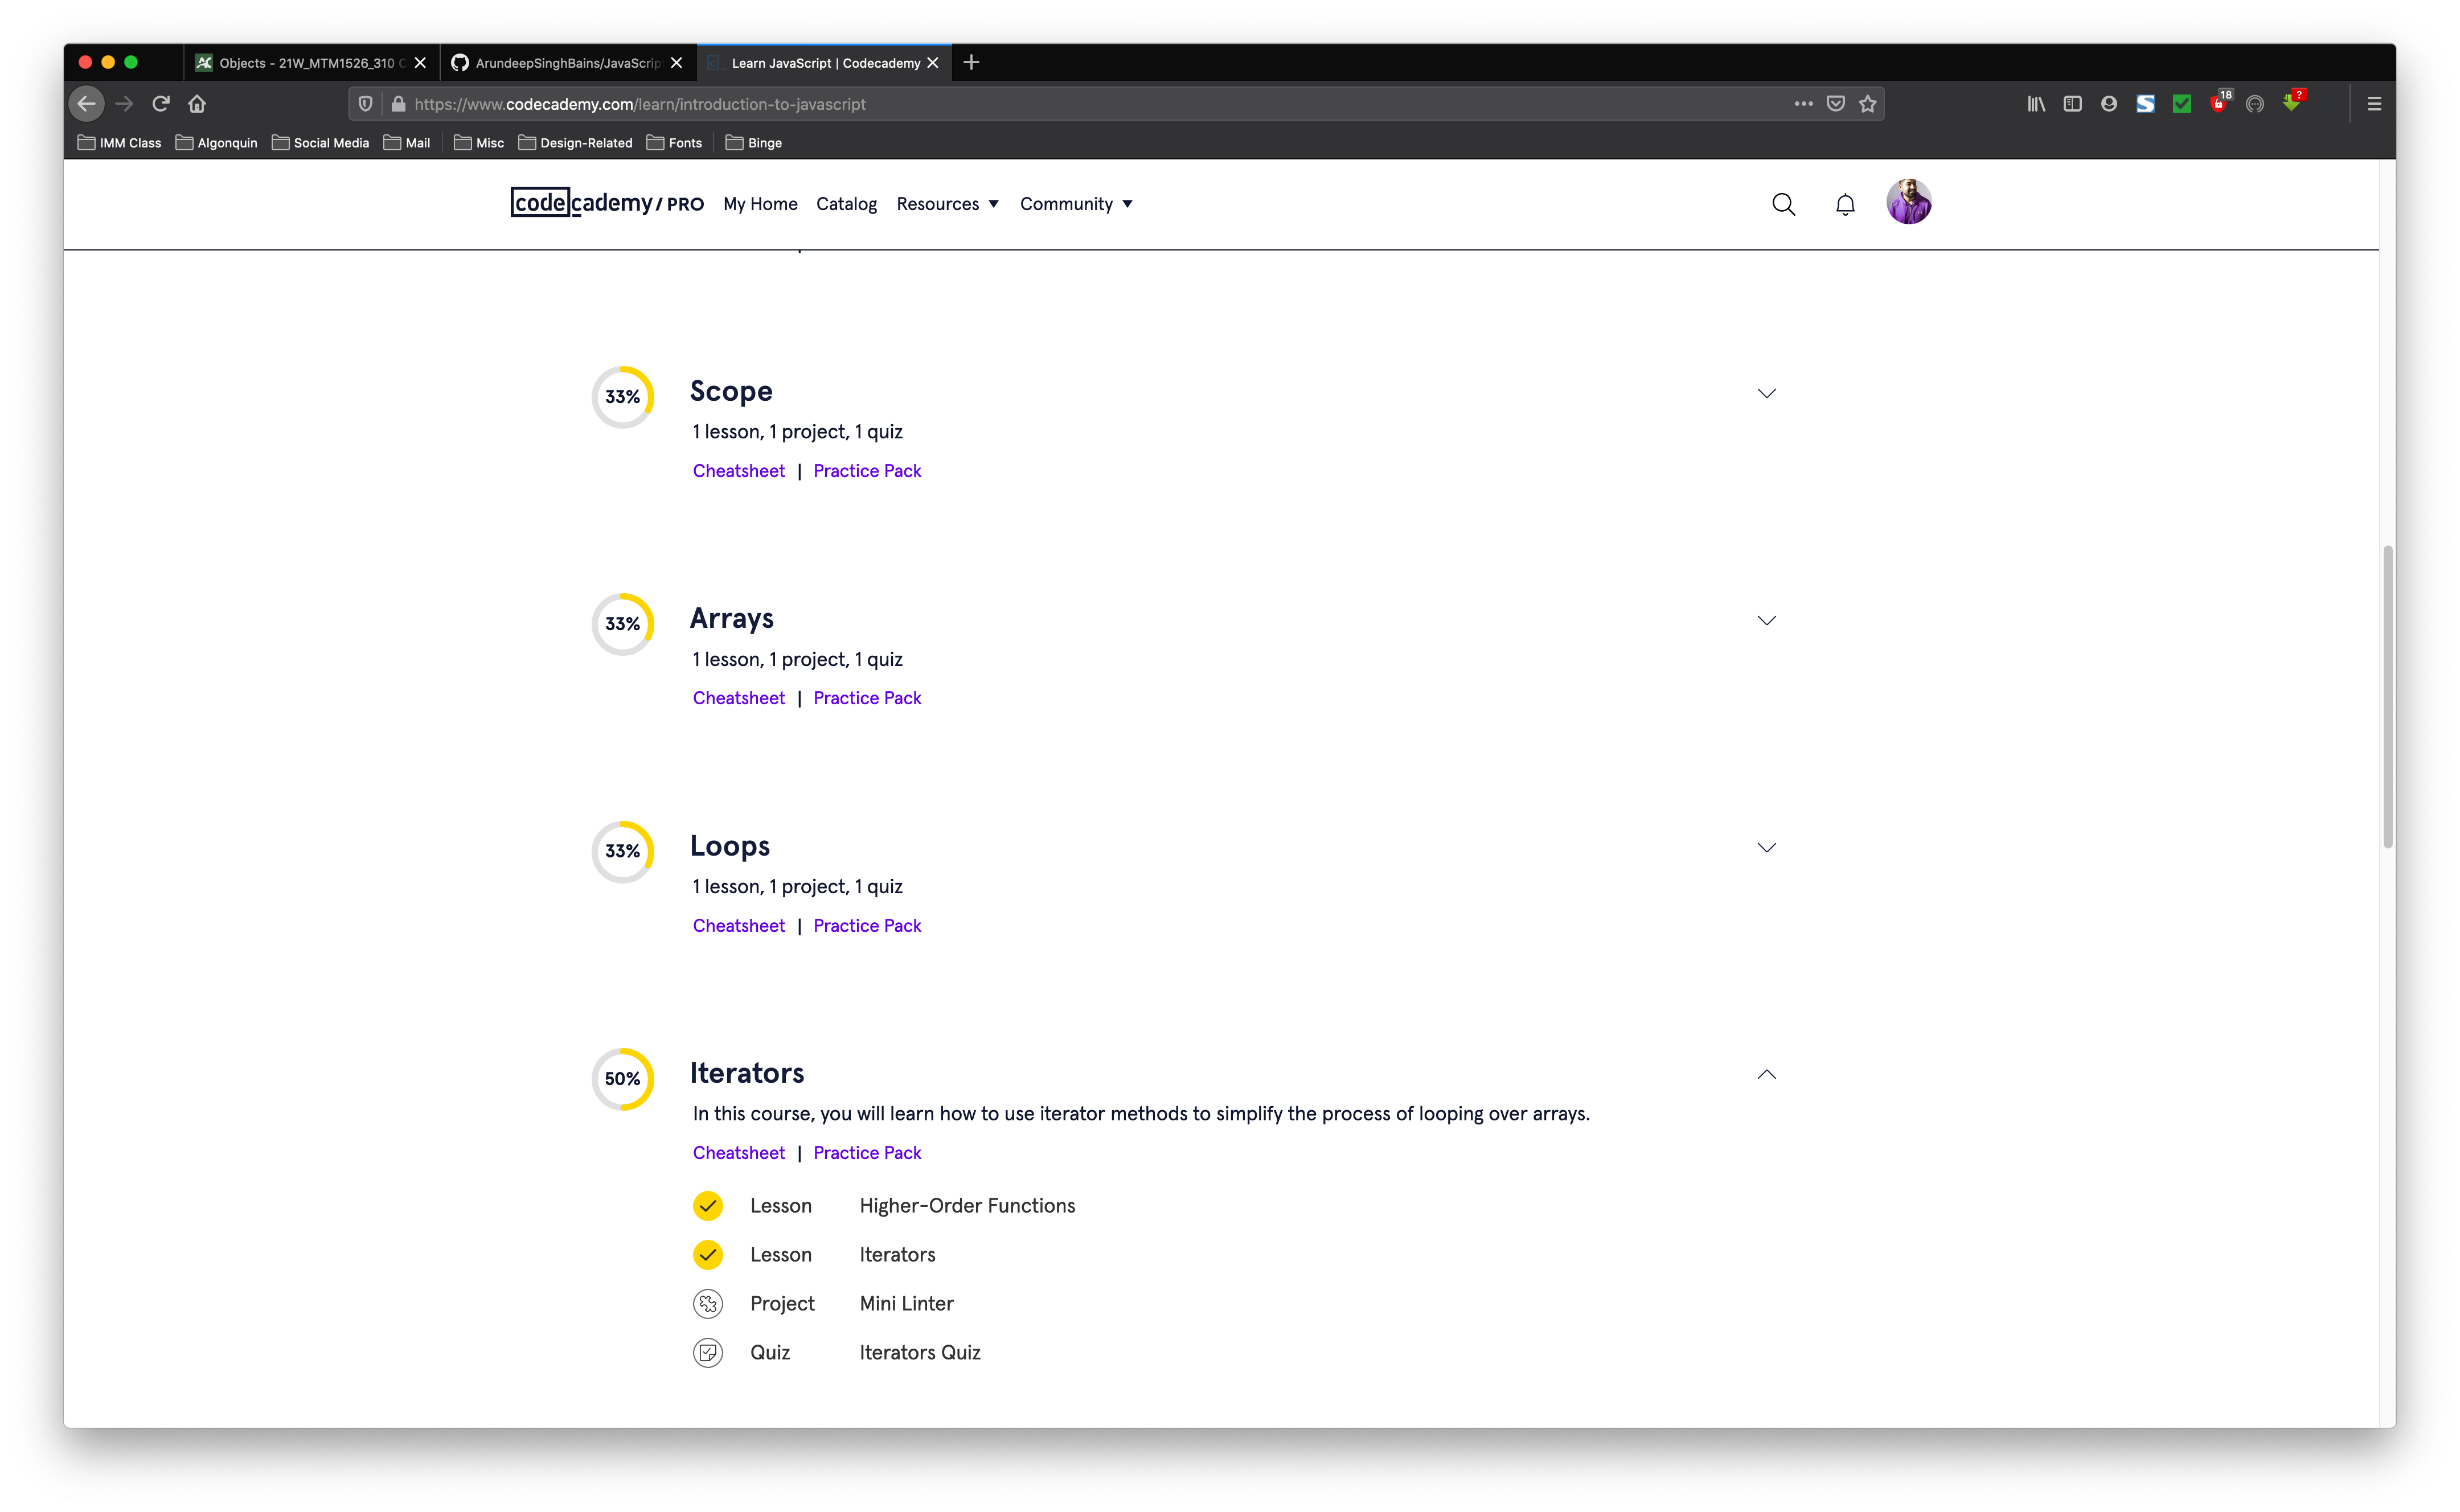 Objects - 21W_MTM1526_310
ArundeepSinghBains/JavaScrip
Learn JavaScript | Codecademy
https://www.codecademy.com/learn/introduction-to-javascript
18
?
IMM Class
Algonquin
Social Media
Mail
Misc
Design-Related
Fonts
Binge
codecademy / PRO
My Home
Catalog
Resources
Community
33%
Scope
1 lesson, 1 project, 1 quiz
Cheatsheet | Practice Pack
33%
Arrays
1 lesson, 1 project, 1 quiz
Cheatsheet | Practice Pack
33%
Loops
1 lesson, 1 project, 1 quiz
Cheatsheet | Practice Pack
50%
Iterators
In this course, you will learn how to use iterator methods to simplify the process of looping over arrays.
Cheatsheet | Practice Pack
Lesson Higher-Order Functions
Lesson Iterators
Project Mini Linter
Quiz Iterators Quiz